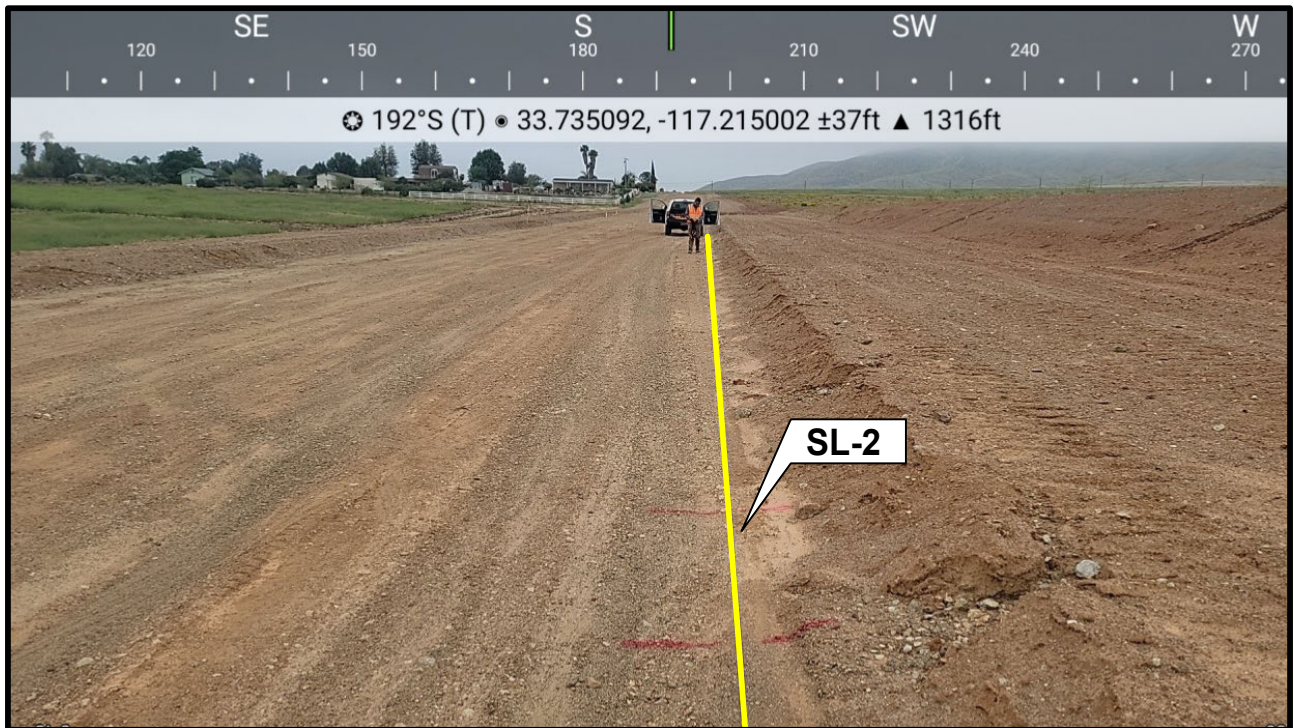 SE S SW W
120 150 180 210 240 270
192°S (T) ◉ 33.735092, -117.215002 ±37ft ▲ 1316ft
SL-2